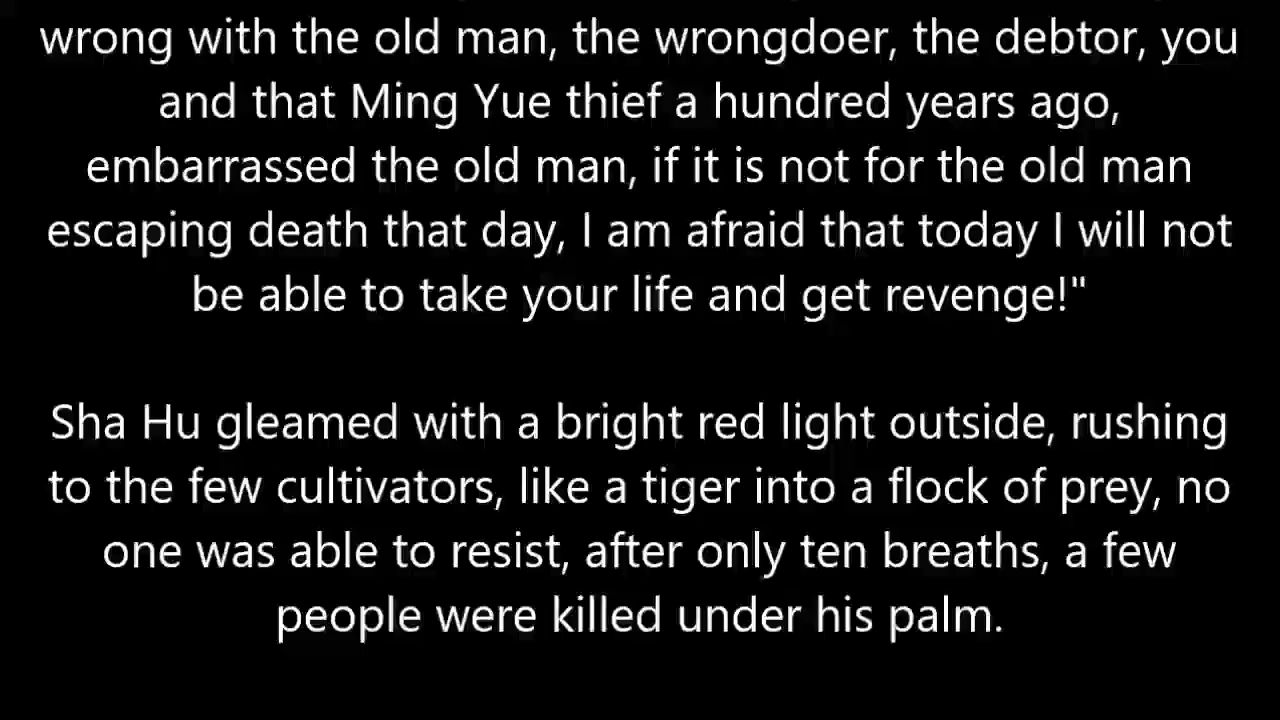 wrong with the old man, the wrongdoer, the debtor, you
and that Ming Yue thief a hundred years ago,
embarrassed the old man, if it is not for the old man
escaping death that day, I am afraid that today I will not
be able to take your life and get revenge!"
Sha Hu gleamed with a bright red light outside, rushing
to the few cultivators, like a tiger into a flock of prey, no
one was able to resist, after only ten breaths, a few
people were killed under his palm.